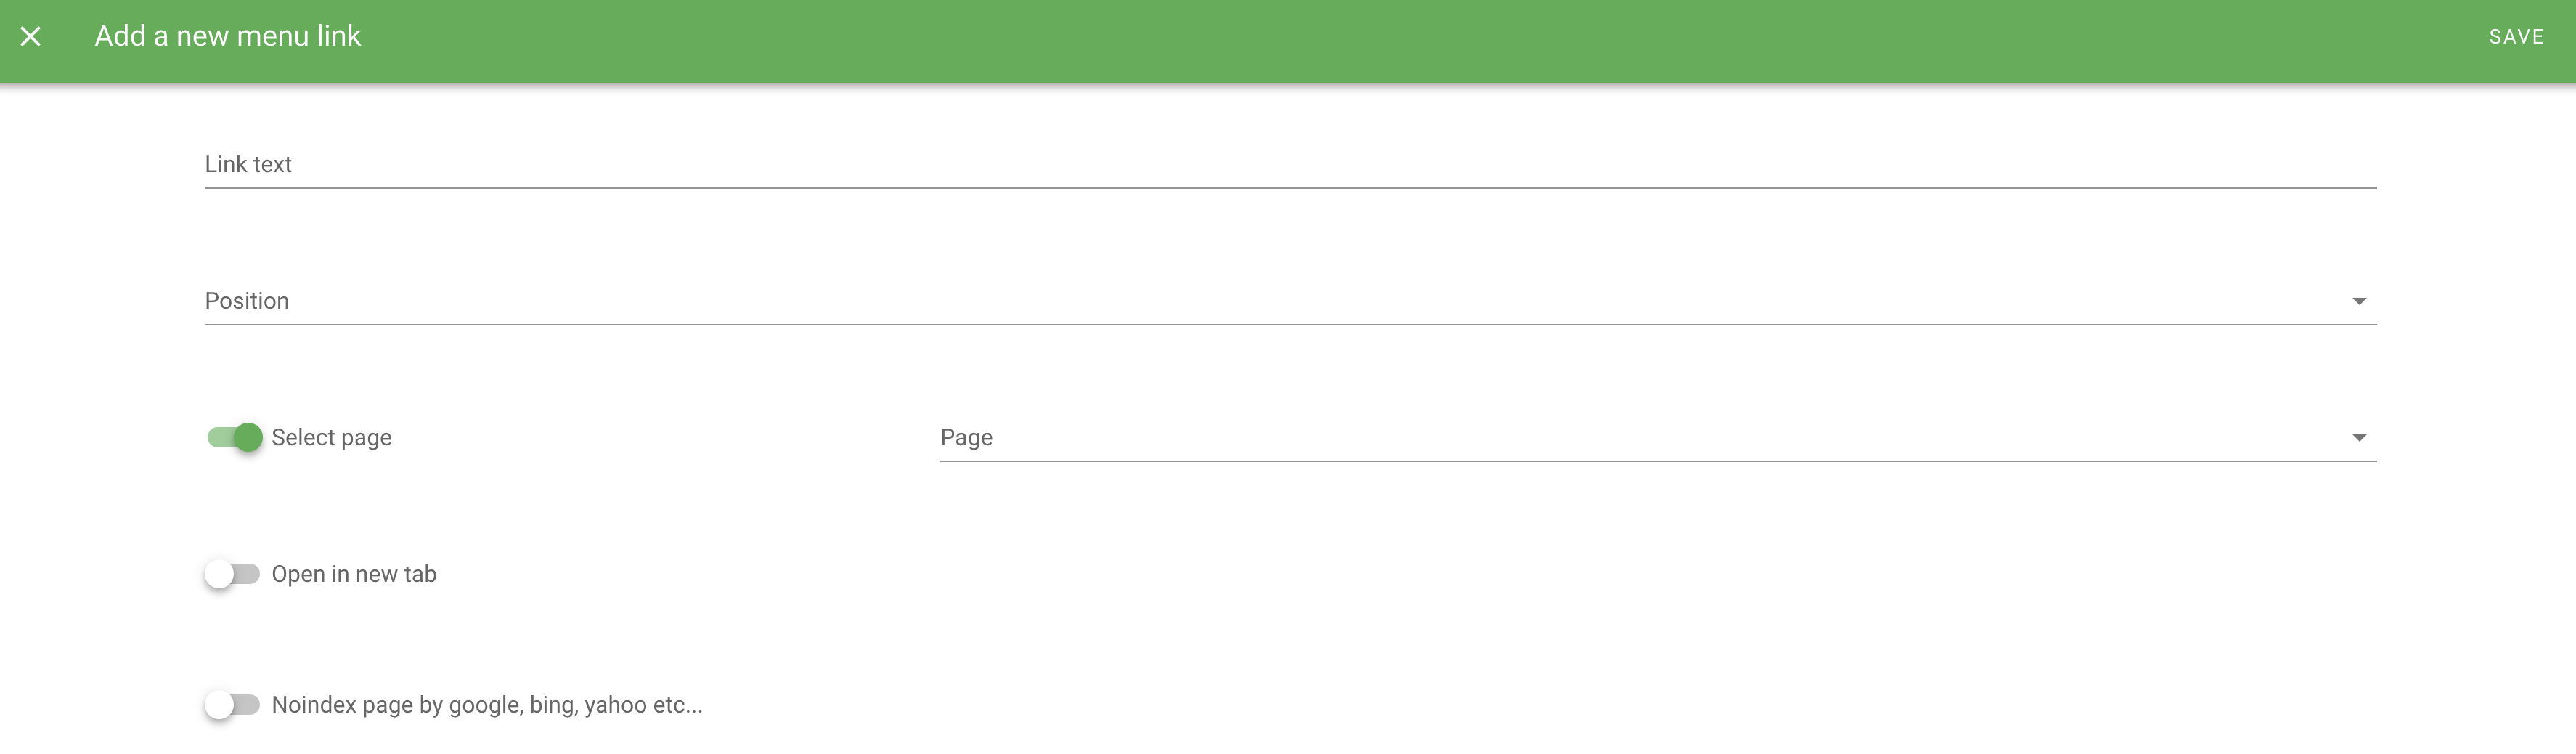 Add a new menu link
SAVE
Link text
Position
Select page
Page
Open in new tab
Noindex page by google, bing, yahoo etc...